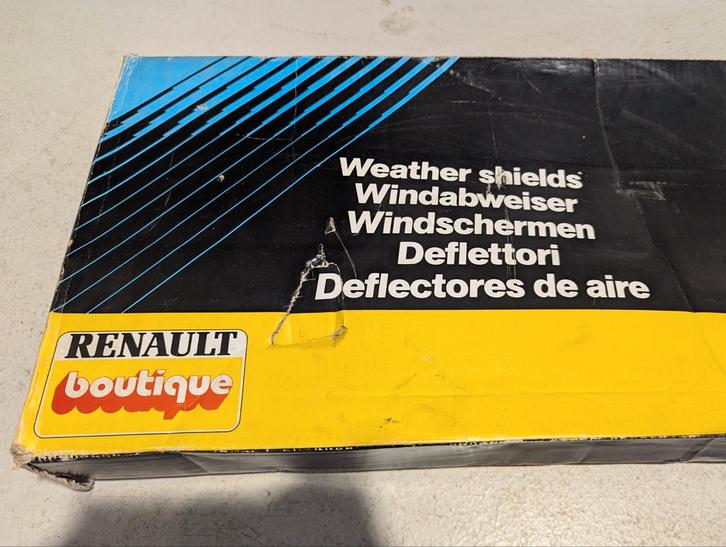 Weather shields
Windabweiser
Windschermen
Deflettori
Deflectores de aire
RENAULT
boutique